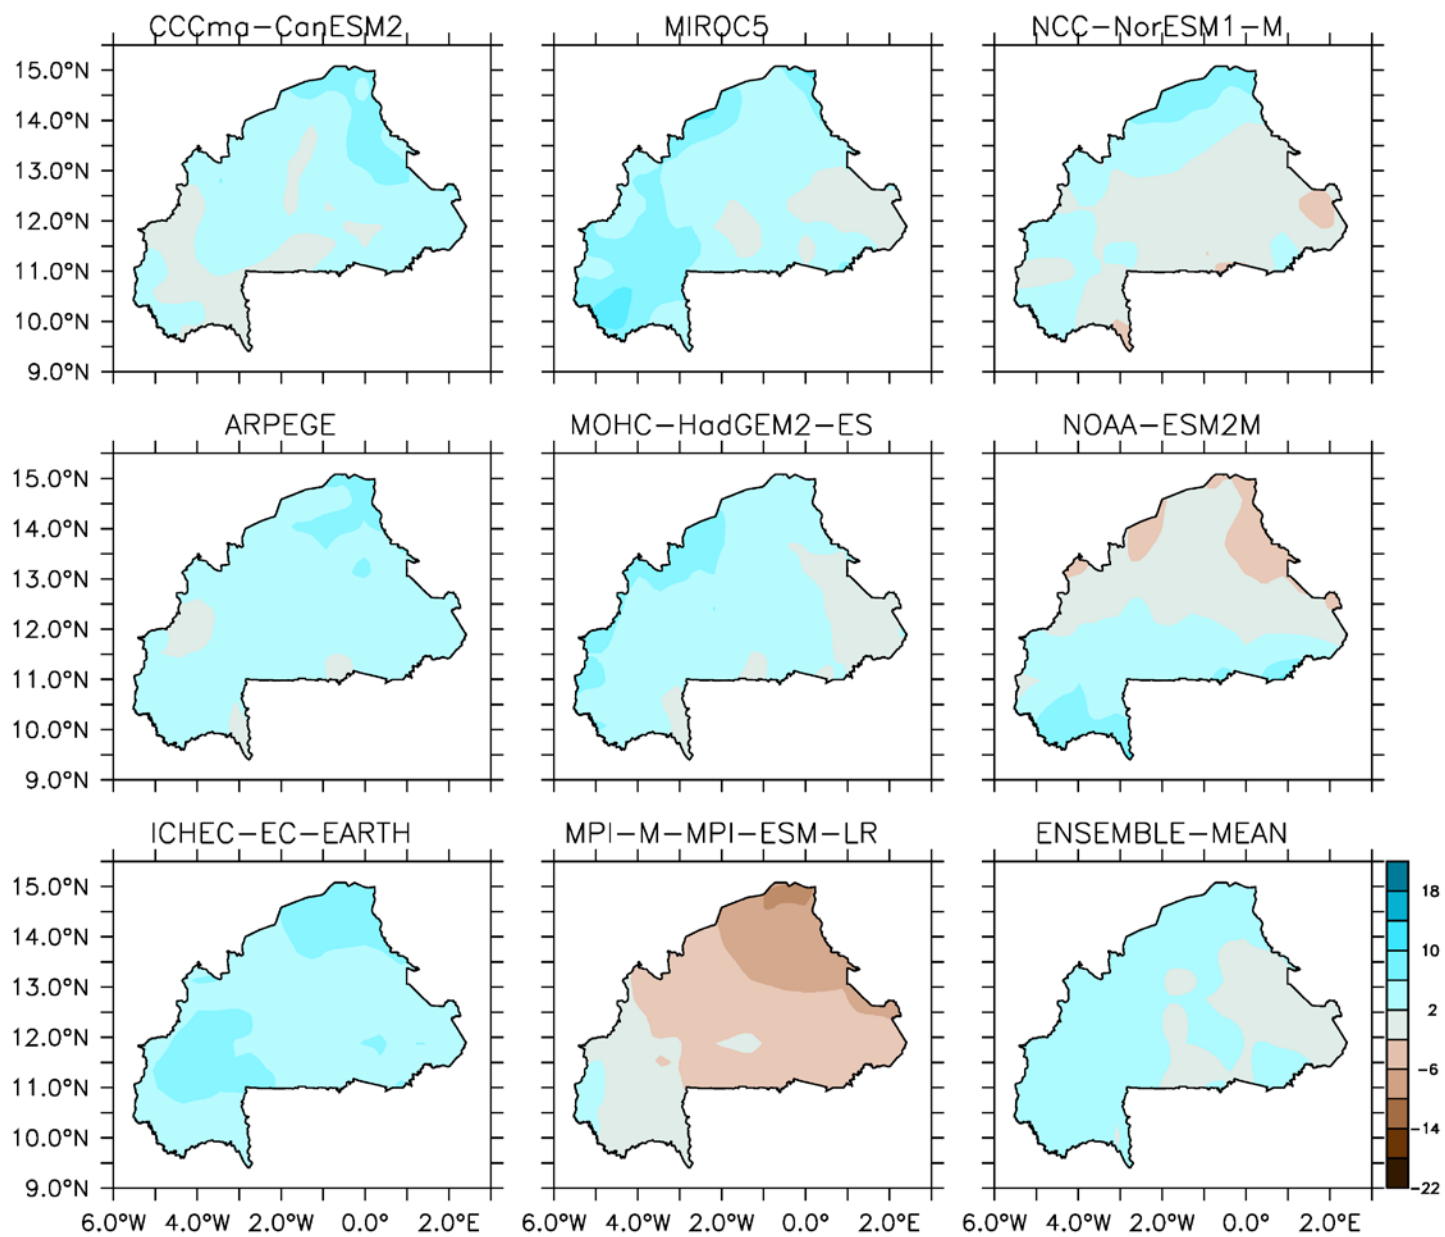 CCCma-CanESM2 MIROC5 NCC-NorESM1-M
15.0°N
14.0°N
13.0°N
12.0°N
11.0°N
10.0°N
9.0°N
ARPEGE MOHC-HadGEM2-ES NOAA-ESM2M
15.0°N
14.0°N
13.0°N
12.0°N
11.0°N
10.0°N
9.0°N
ICHEC-EC-EARTH MPI-M-MPI-ESM-LR ENSEMBLE-MEAN
15.0°N
14.0°N
13.0°N
12.0°N
11.0°N
10.0°N
9.0°N
18
10
2
-6
-14
-22
6.0°W 4.0°W 2.0°W 0.0° 2.0°E 6.0°W 4.0°W 2.0°W 0.0° 2.0°E 6.0°W 4.0°W 2.0°W 0.0° 2.0°E